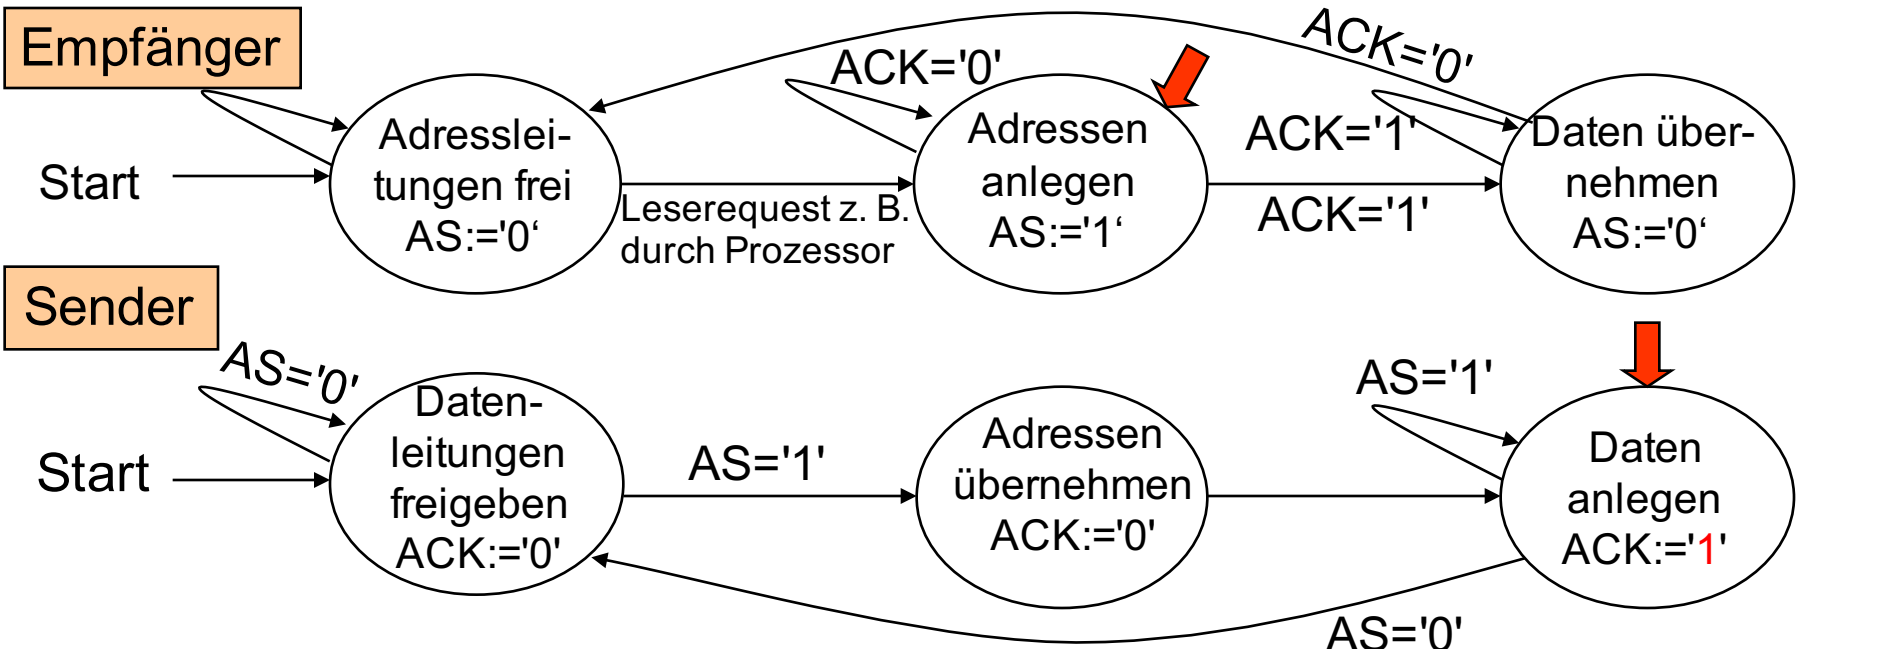 Empfänger
ACK='0'
ACK='0'
Start
Adresslei-
tungen frei
AS:='0‘
Leserequest z. B.
durch Prozessor
Adressen
anlegen
AS:='1‘
ACK='1'
ACK='1'
Daten über-
nehmen
AS:='0‘
Sender
AS='0'
Start
Daten-
leitungen
freigeben
ACK:='0'
AS='1'
Adressen
übernehmen
ACK:='0'
AS='1'
Daten
anlegen
ACK:='1'
AS='0'